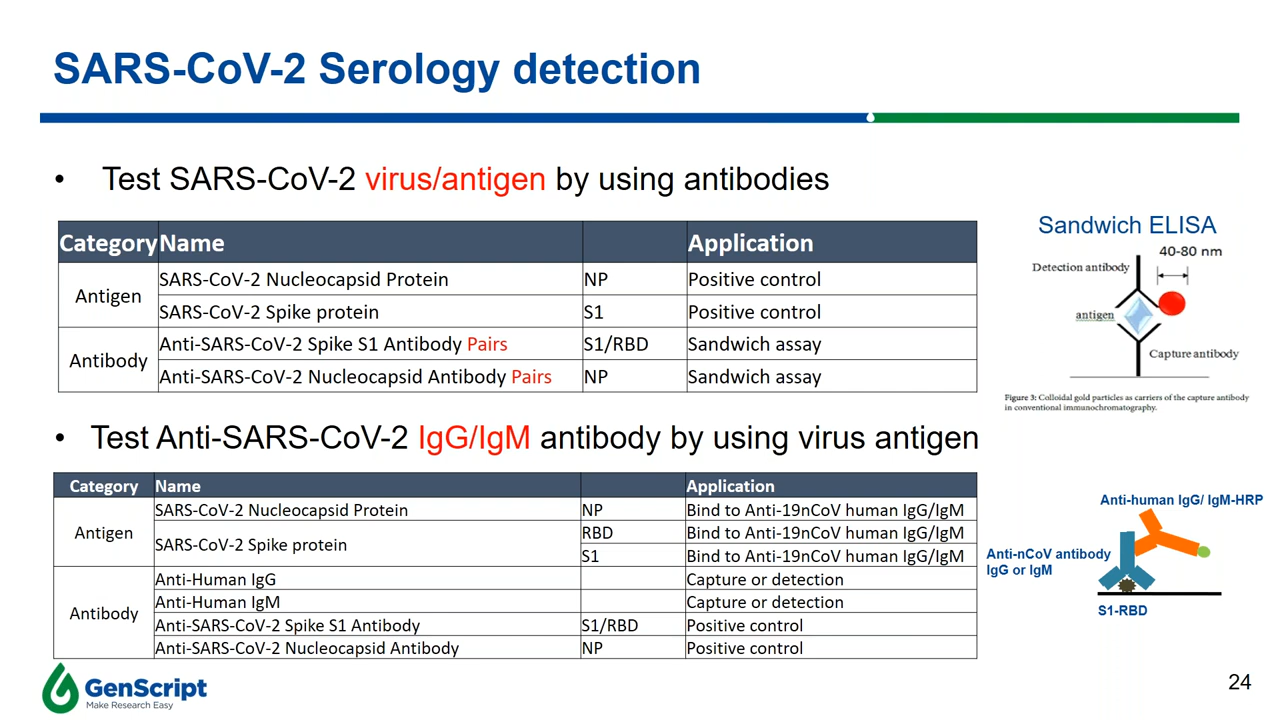 SARS-CoV-2 Serology detection
• Test SARS-CoV-2 virus/antigen by using antibodies
Category Name Application
Antigen
SARS-CoV-2 Nucleocapsid Protein NP Positive control
SARS-CoV-2 Spike protein S1 Positive control
Antibody
Anti-SARS-CoV-2 Spike S1 Antibody Pairs S1/RBD Sandwich assay
Anti-SARS-CoV-2 Nucleocapsid Antibody Pairs NP Sandwich assay
Sandwich ELISA
40-80 nm
Detection antibody
antigen
Capture antibody
Figure 3: Colloidal gold particles as carriers of the capture antibody
in conventional immunochromatography.
• Test Anti-SARS-CoV-2 IgG/IgM antibody by using virus antigen
Category Name Application
Antigen
SARS-CoV-2 Nucleocapsid Protein NP Bind to Anti-19nCoV human IgG/IgM
SARS-CoV-2 Spike protein
RBD Bind to Anti-19nCoV human IgG/IgM
S1 Bind to Anti-19nCoV human IgG/IgM
Antibody
Anti-Human IgG Capture or detection
Anti-Human IgM Capture or detection
Anti-SARS-CoV-2 Spike S1 Antibody S1/RBD Positive control
Anti-SARS-CoV-2 Nucleocapsid Antibody NP Positive control
Anti-human IgG/ IgM-HRP
Anti-nCoV antibody
IgG or IgM
S1-RBD
GenScript
Make Research Easy
24